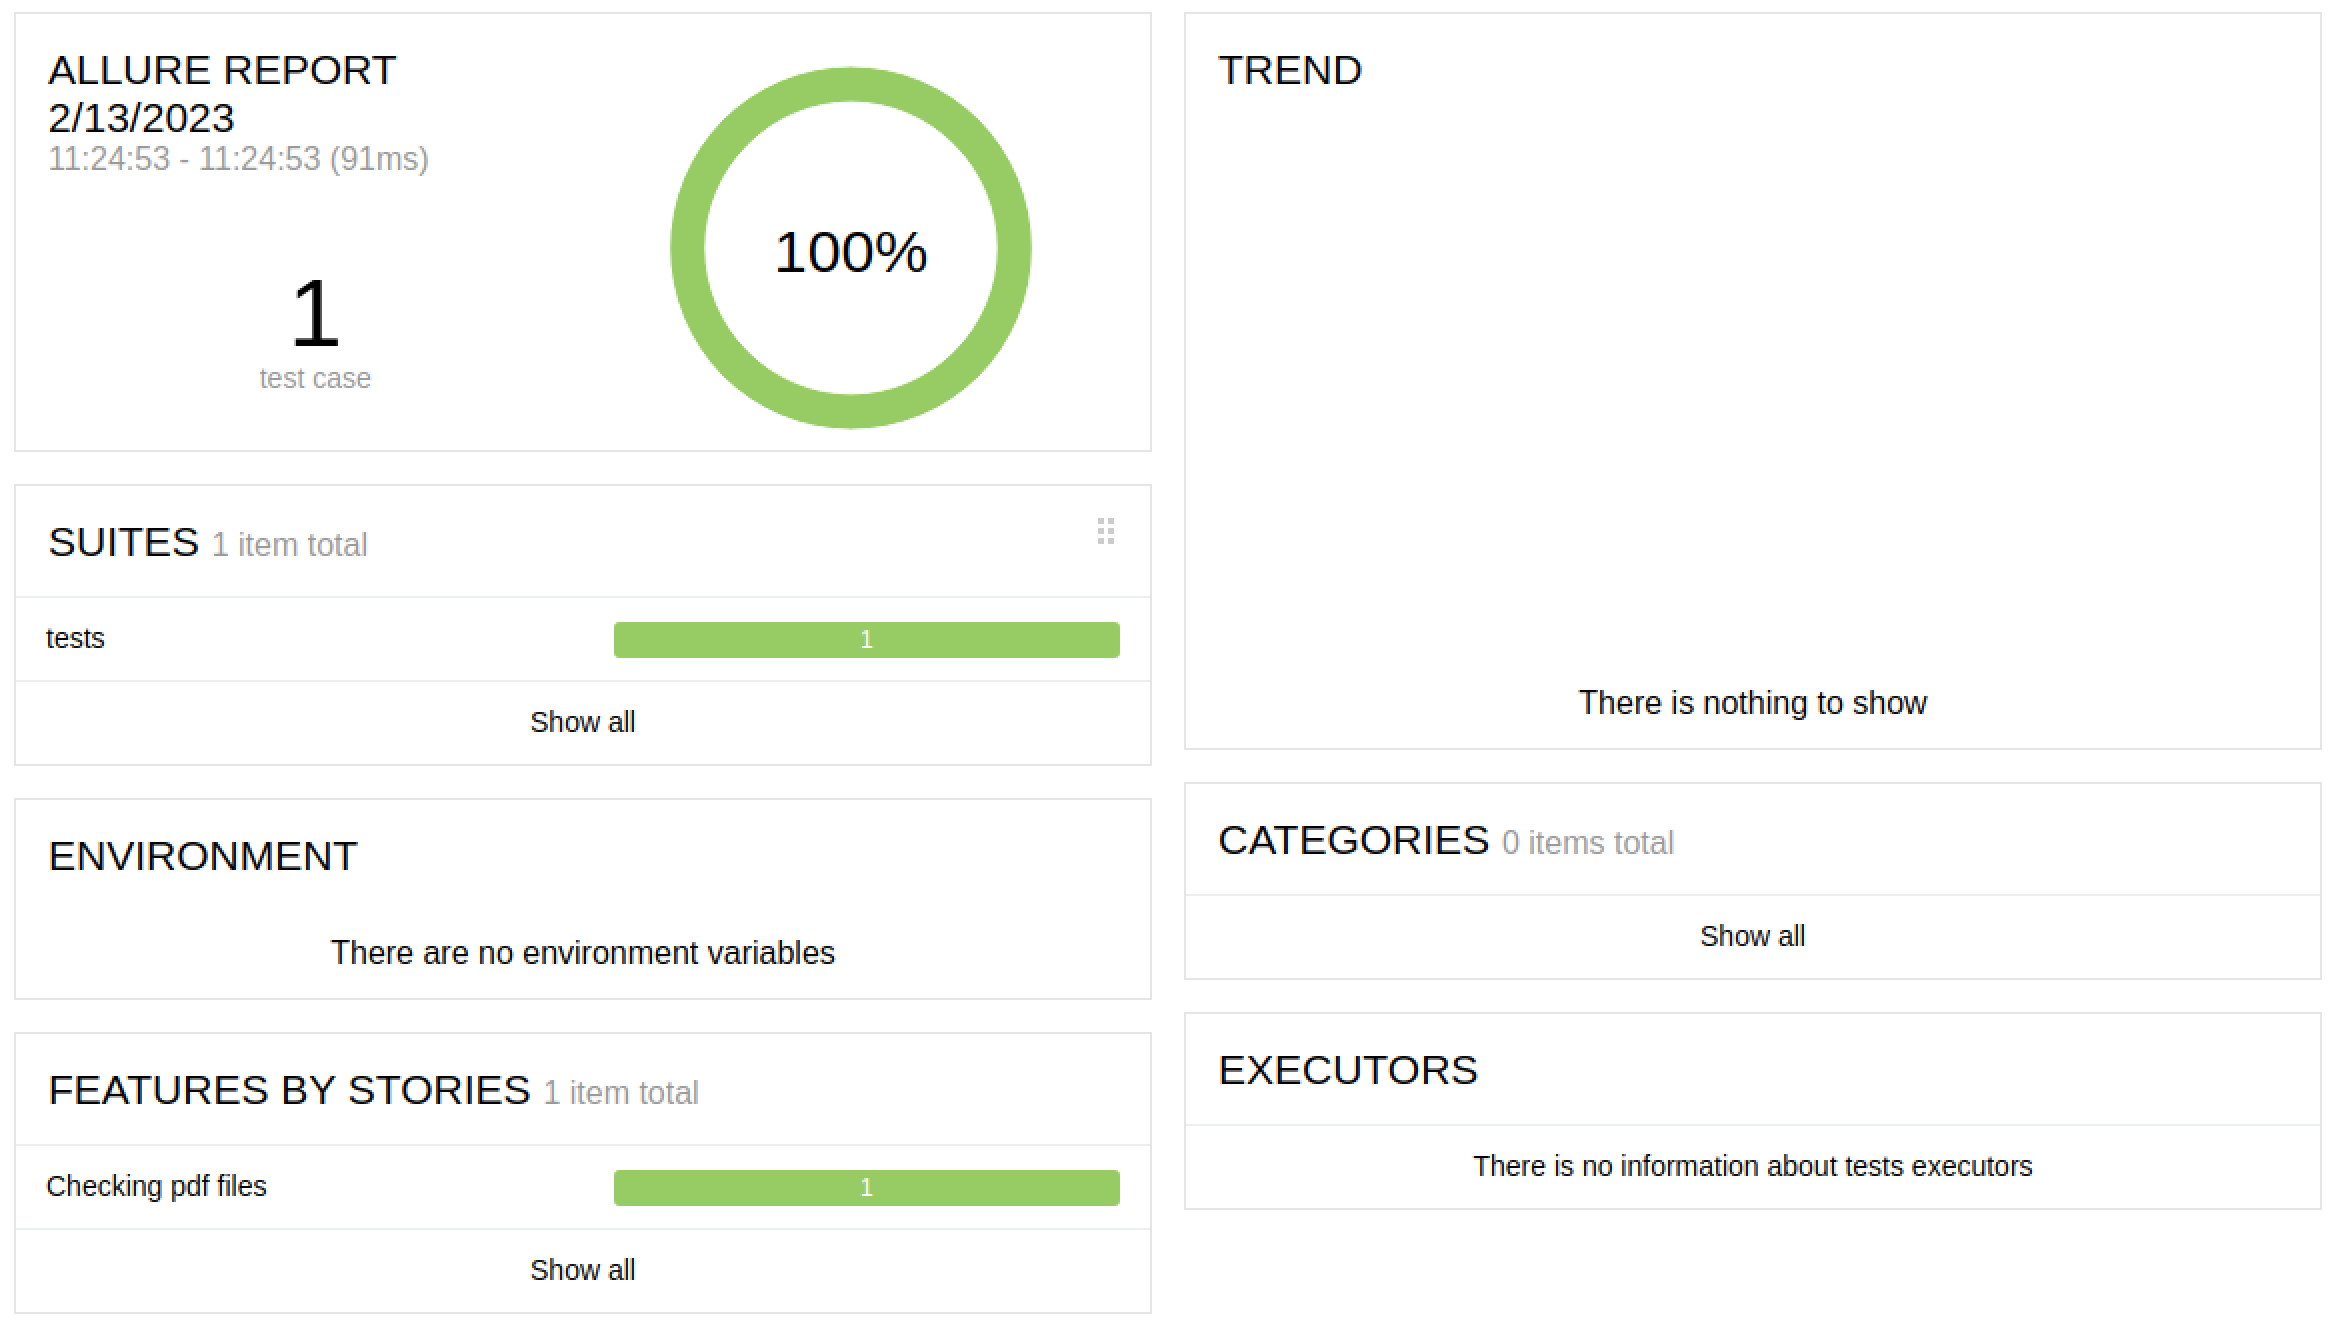 ALLURE REPORT
2/13/2023
11:24:53 - 11:24:53 (91ms)
1
test case
100%
SUITES 1 item total
tests 1
Show all
ENVIRONMENT
There are no environment variables
FEATURES BY STORIES 1 item total
Checking pdf files 1
Show all
TREND
There is nothing to show
CATEGORIES 0 items total
Show all
EXECUTORS
There is no information about tests executors